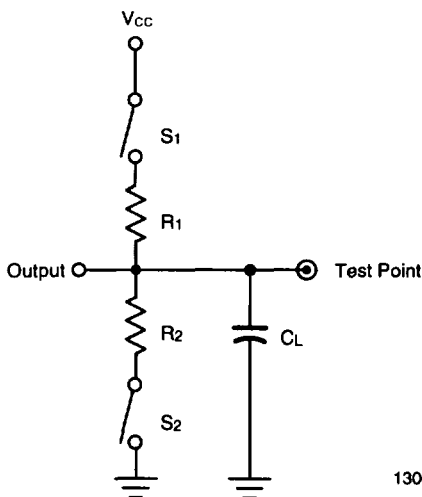 Vcc
S1
R1
Output
Test Point
R2
CL
S2
130